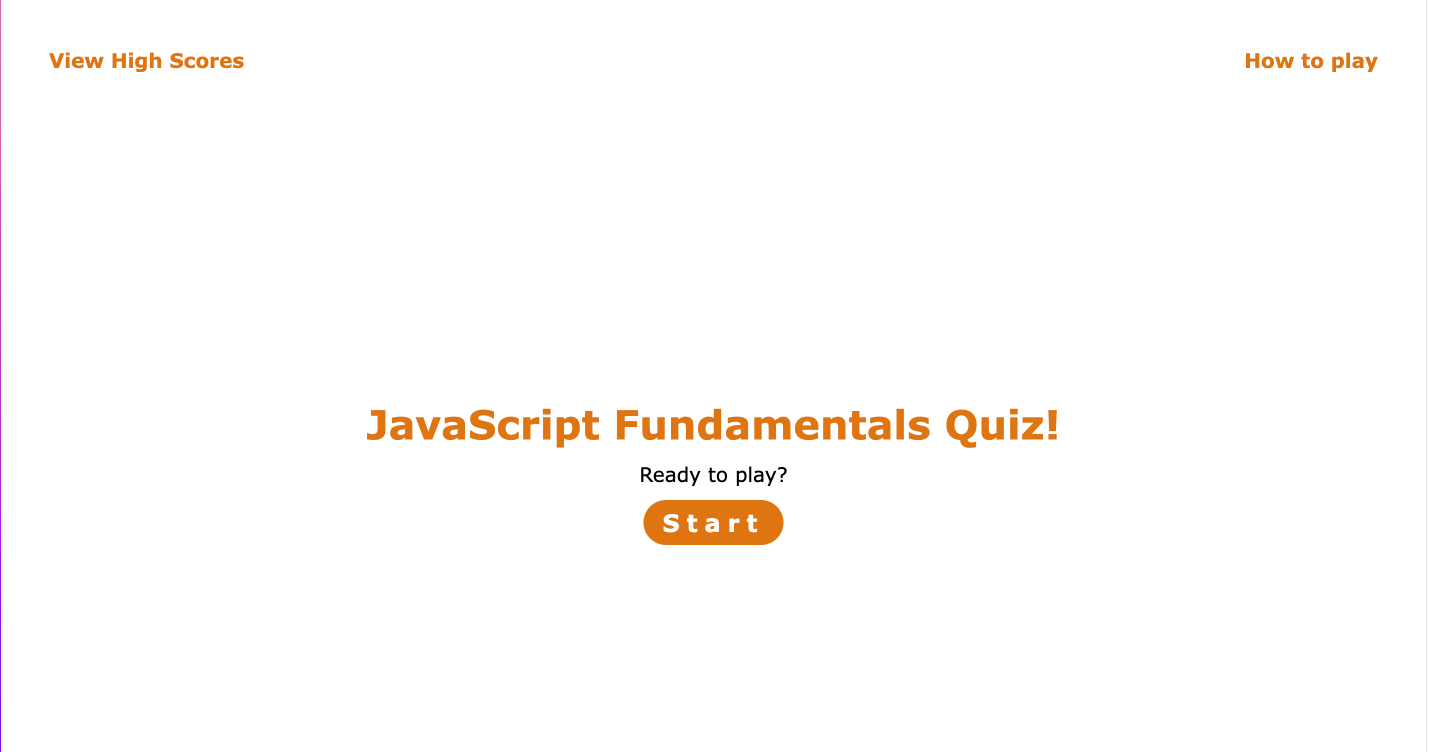 View High Scores
How to play
JavaScript Fundamentals Quiz!
Ready to play?
Start